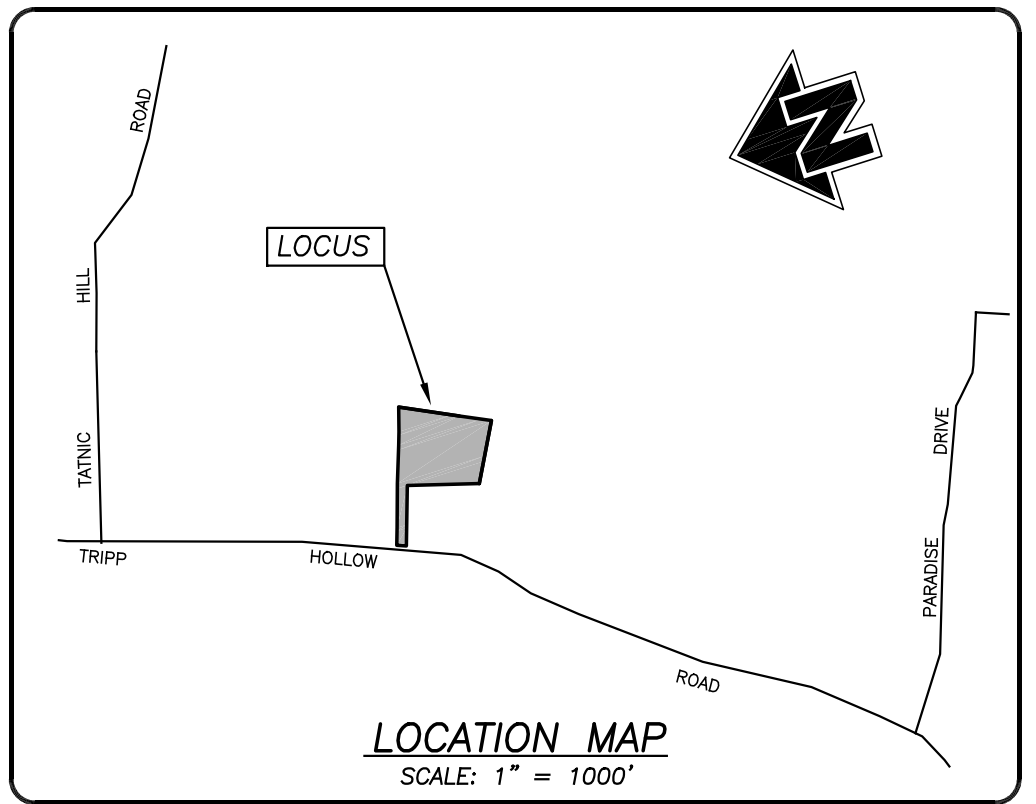 N
ROAD
LOCUS
HILL
TATNIC
DRIVE
PARADISE
TRIPP HOLLOW ROAD
LOCATION MAP
SCALE: 1" = 1000'